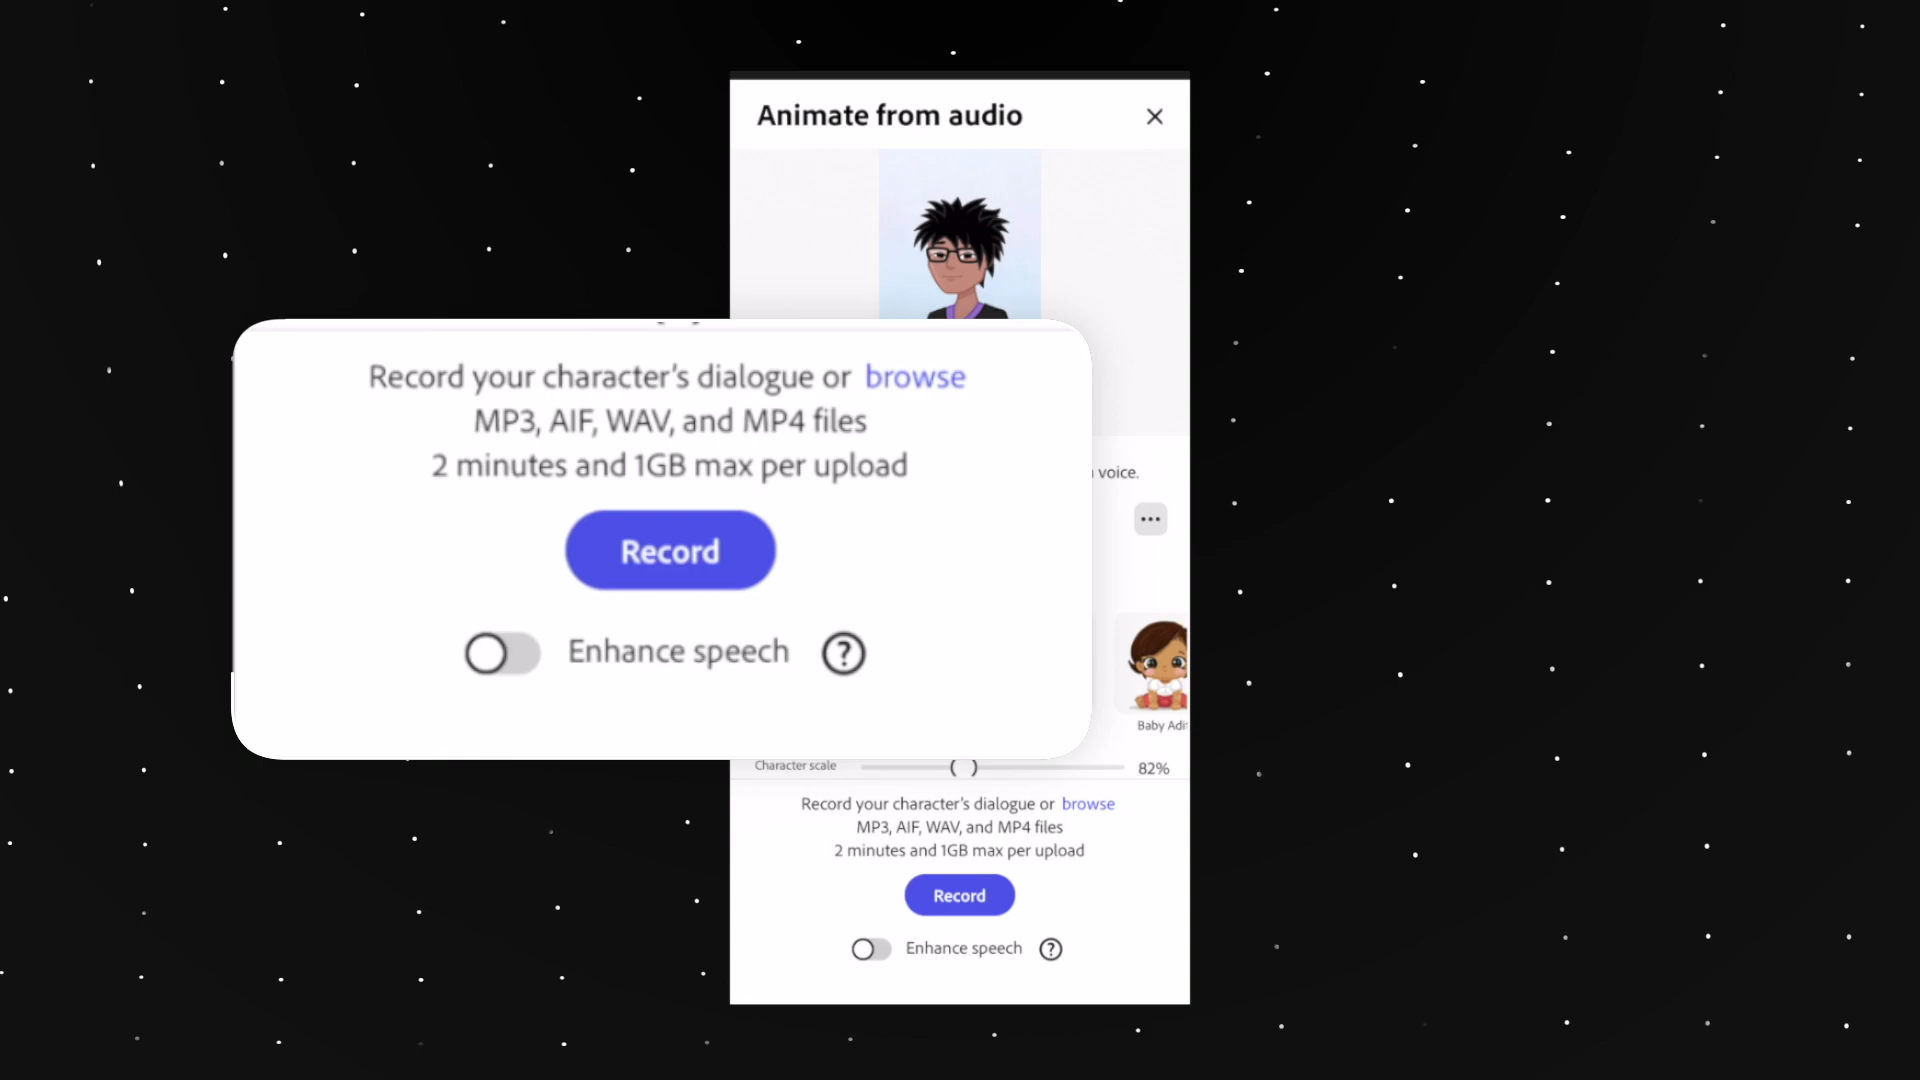 Animate from audio
Record your character's dialogue or browse
MP3, AIF, WAV, and MP4 files
2 minutes and 1GB max per upload
Record
Enhance speech
?
voice.
Character scale
82%
Record your character's dialogue or browse
MP3, AIF, WAV, and MP4 files
2 minutes and 1GB max per upload
Record
Enhance speech
?